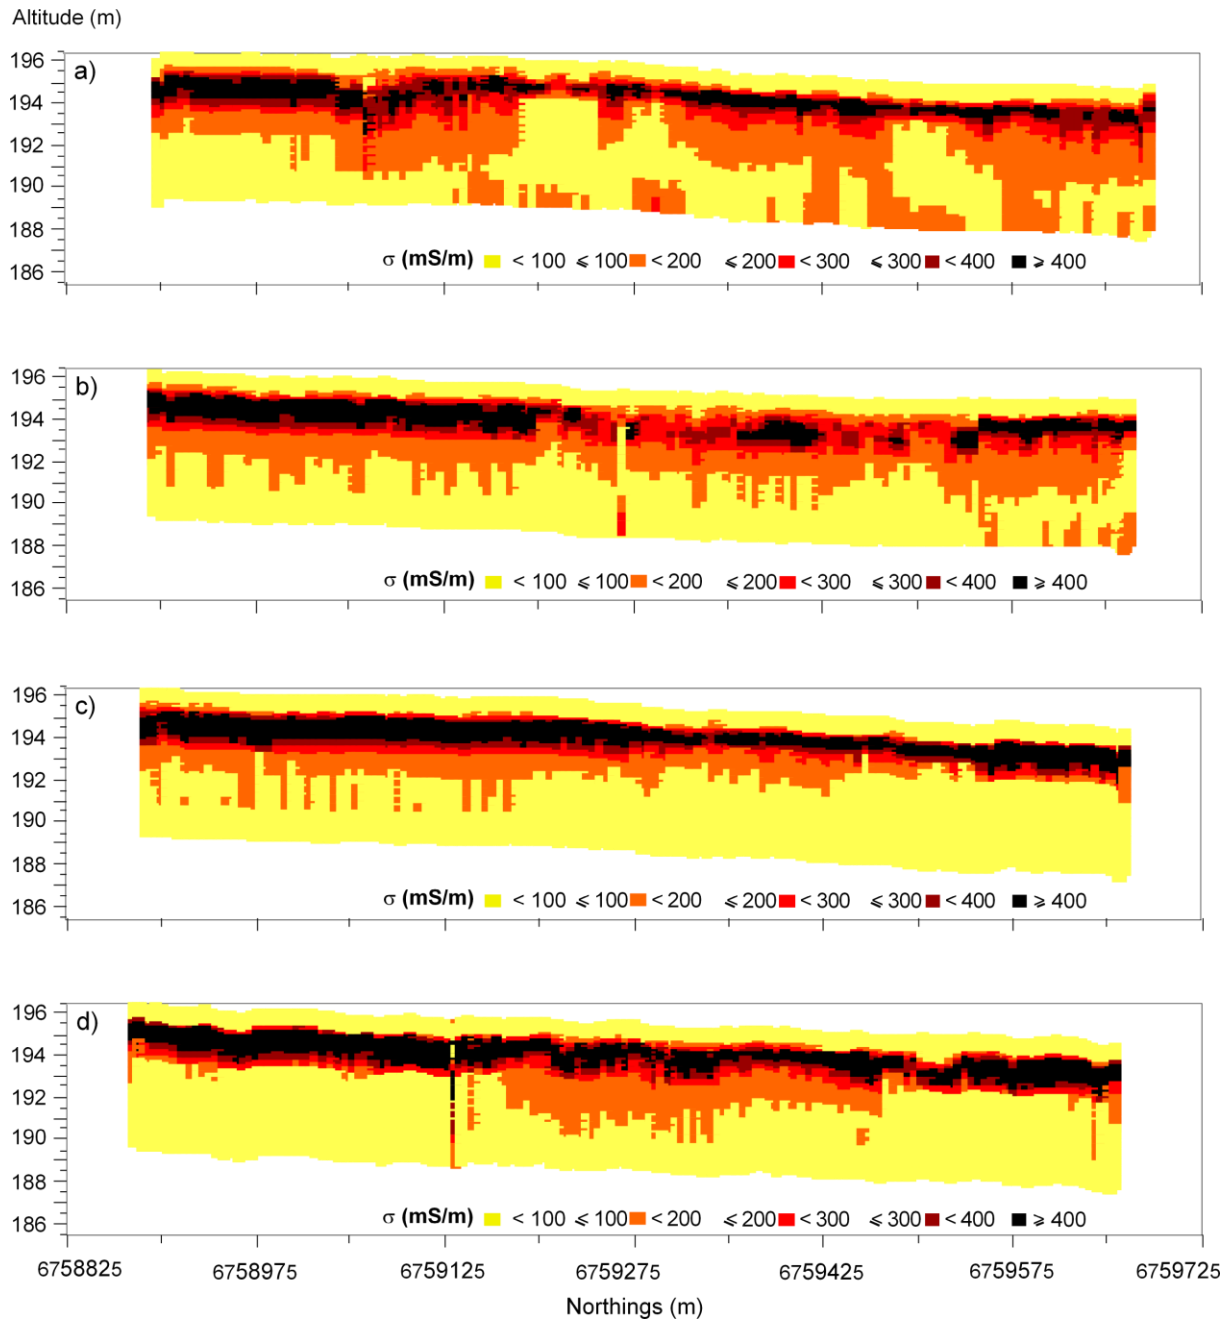 Altitude (m)
a)
196
194
192
190
188
186
σ (mS/m) < 100 ⩽ 100 < 200 ⩽ 200 < 300 ⩽ 300 < 400 ⩾ 400
b)
196
194
192
190
188
186
σ (mS/m) < 100 ⩽ 100 < 200 ⩽ 200 < 300 ⩽ 300 < 400 ⩾ 400
c)
196
194
192
190
188
186
σ (mS/m) < 100 ⩽ 100 < 200 ⩽ 200 < 300 ⩽ 300 < 400 ⩾ 400
d)
196
194
192
190
188
186
σ (mS/m) < 100 ⩽ 100 < 200 ⩽ 200 < 300 ⩽ 300 < 400 ⩾ 400
6758825 6758975 6759125 6759275 6759425 6759575 6759725
Northings (m)